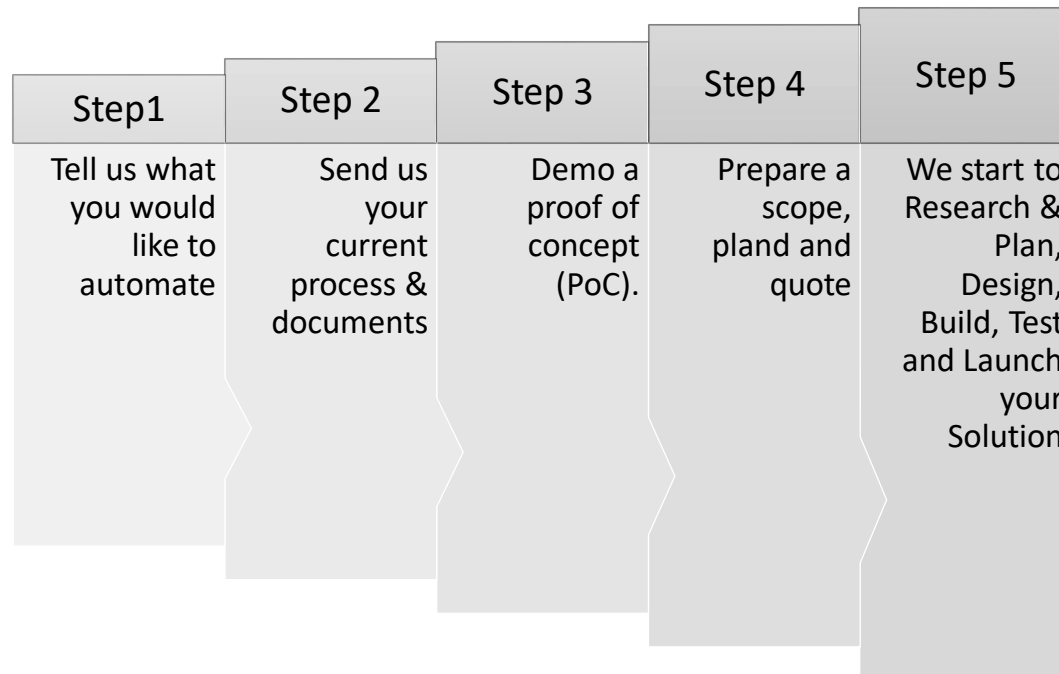 Step1
Tell us what
you would
like to
automate
Step 2
Send us
your
current
process &
documents
Step 3
Demo a
proof of
concept
(PoC).
Step 4
Prepare a
scope,
pland and
quote
Step 5
We start to
Research &
Plan,
Design,
Build, Test
and Launch
your
Solution